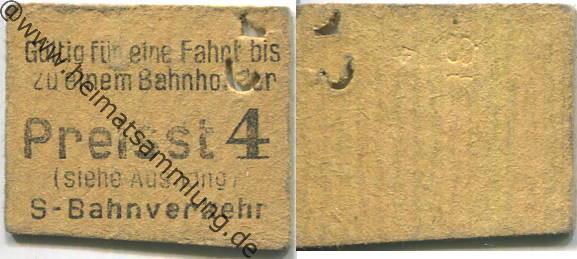 Gültig für eine Fahrt bis
zu einem Bahnhof der
Preisst 4
(siehe Aushang)
S-Bahnverkehr
@www.heimatsammlung.de